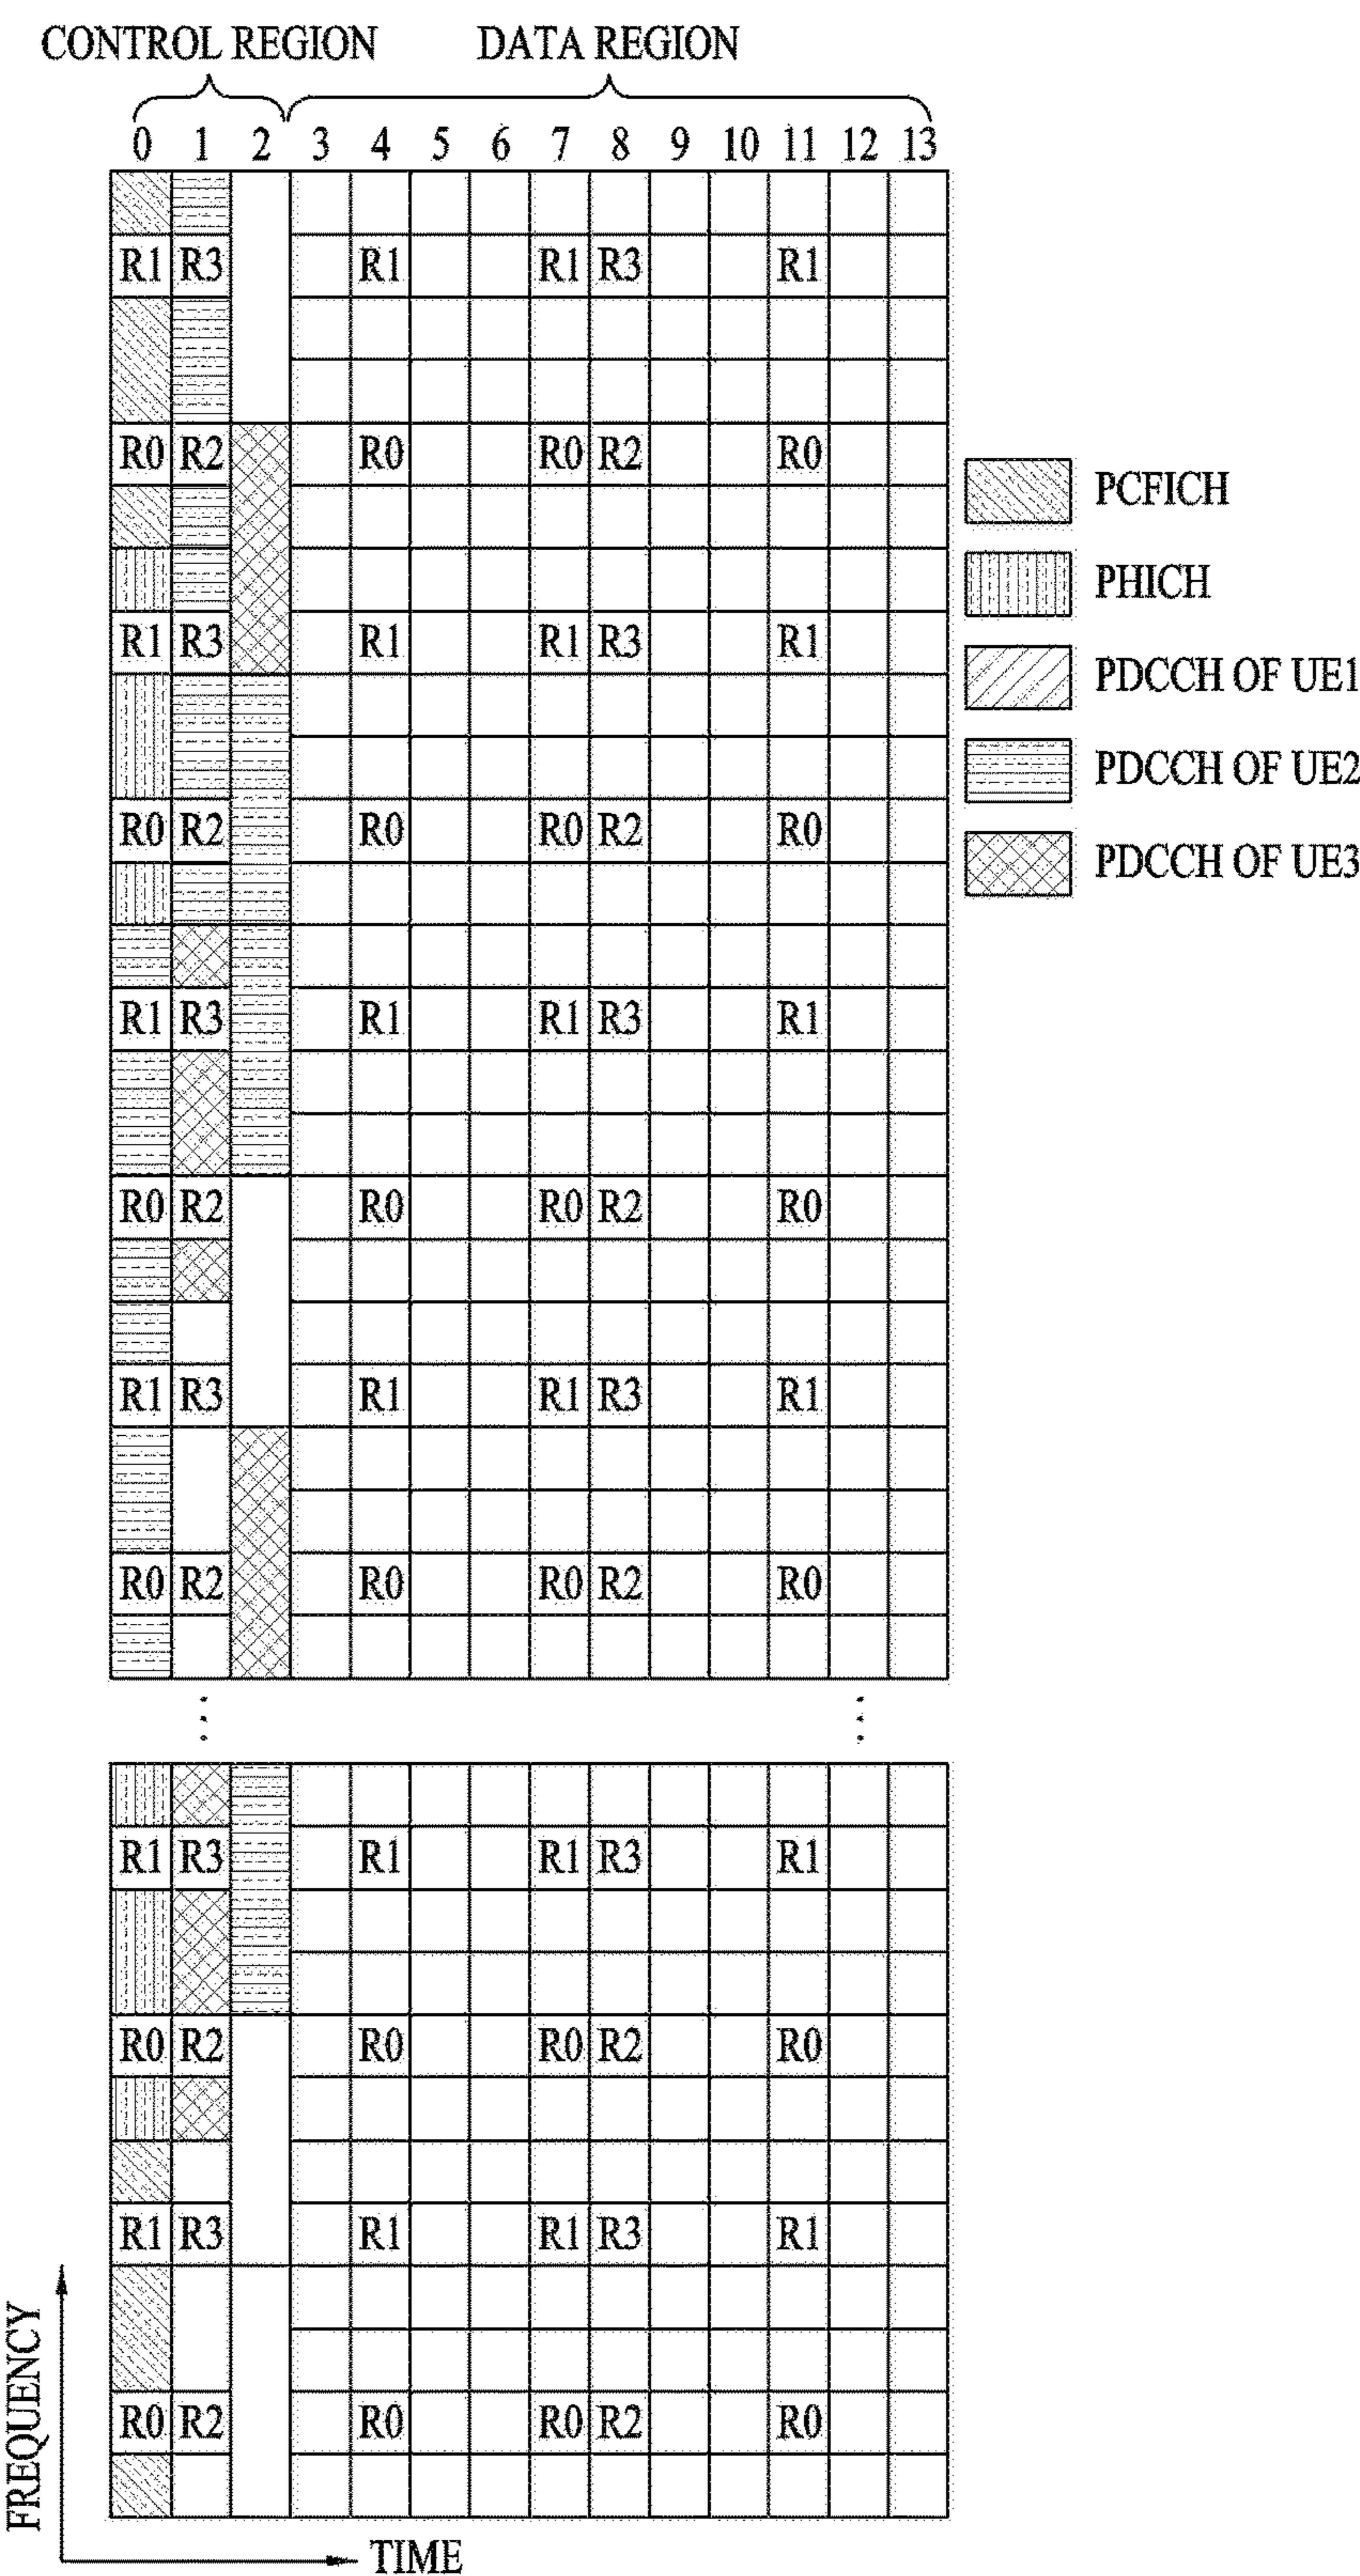 CONTROL REGION DATA REGION
0 1 2 3 4 5 6 7 8 9 10 11 12 13
R1 R3 R1 R1 R3 R1
R0 R2 R0 R0 R2 R0
PCFICH
PHICH
R1 R3 R1 R1 R3 R1
PDCCH OF UE1
PDCCH OF UE2
R0 R2 R0 R0 R2 R0
PDCCH OF UE3
R1 R3 R1 R1 R3 R1
R0 R2 R0 R0 R2 R0
R1 R3 R1 R1 R3 R1
R0 R2 R0 R0 R2 R0
R1 R3 R1 R1 R3 R1
R0 R2 R0 R0 R2 R0
R1 R3 R1 R1 R3 R1
R0 R2 R0 R0 R2 R0
FREQUENCY
TIME